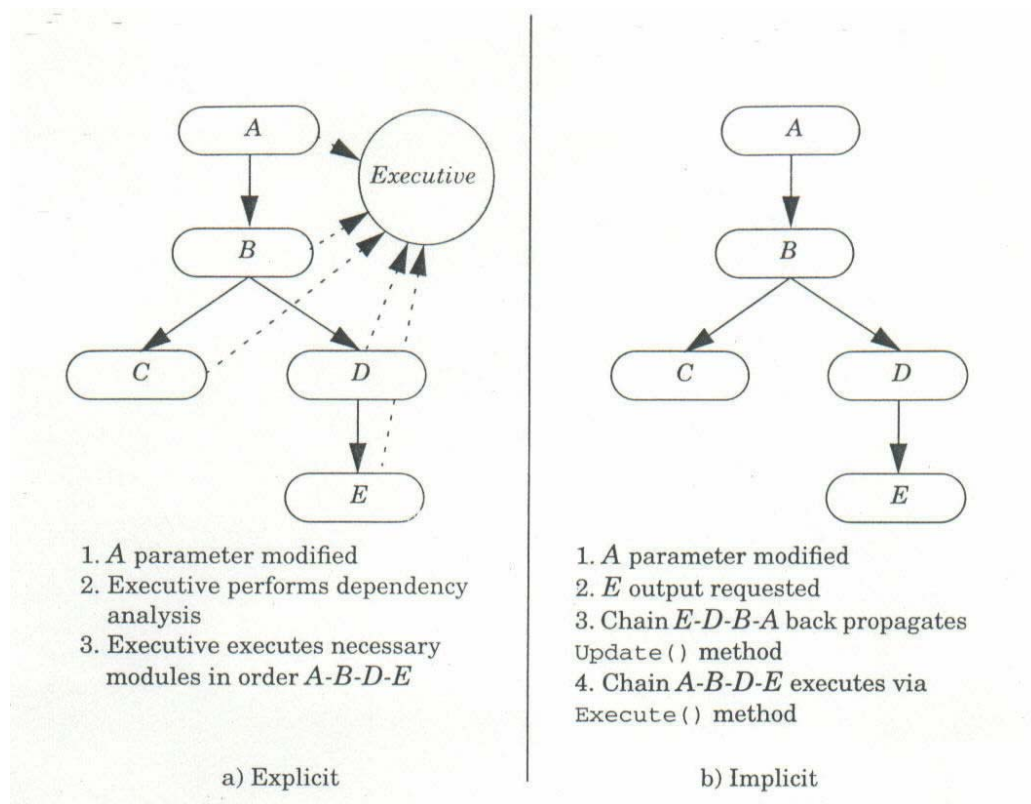 A
Executive
B
C
D
E
1. A parameter modified
2. Executive performs dependency
analysis
3. Executive executes necessary
modules in order A-B-D-E
a) Explicit
A
B
C
D
E
1. A parameter modified
2. E output requested
3. Chain E-D-B-A back propagates
Update() method
4. Chain A-B-D-E executes via
Execute() method
b) Implicit